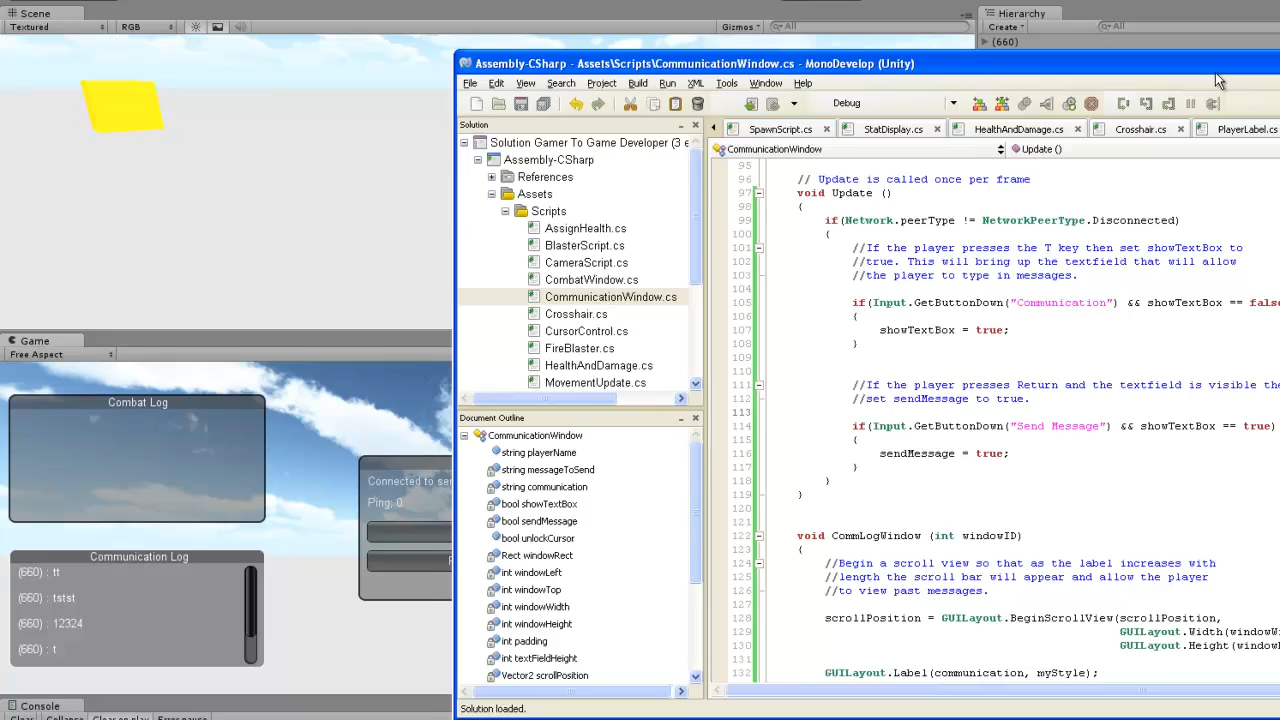 Scene
Textured
RGB
Gizmos
All
Hierarchy
Create
All
(660)
Assembly-CSharp - Assets\Scripts\CommunicationWindow.cs - MonoDevelop (Unity)
File Edit View Search Project Build Run XML Tools Window Help
Debug
Solution
SpawnScript.cs
StatDisplay.cs
HealthAndDamage.cs
Crosshair.cs
PlayerLabel.cs
Solution Gamer To Game Developer (3 e
Assembly-CSharp
References
Assets
Scripts
AssignHealth.cs
BlasterScript.cs
CameraScript.cs
CombatWindow.cs
CommunicationWindow.cs
Crosshair.cs
CursorControl.cs
FireBlaster.cs
HealthAndDamage.cs
MovementUpdate.cs
Document Outline
CommunicationWindow
string playerName
string messageToSend
string communication
bool showTextBox
bool sendMessage
bool unlockCursor
Rect windowRect
int windowLeft
int windowTop
int windowWidth
int windowHeight
int padding
int textFieldHeight
Vector2 scrollPosition
Solution loaded.
CommunicationWindow
Update ()
95
96 // Update is called once per frame
97 void Update ()
98 {
99 if(Network.peerType != NetworkPeerType.Disconnected)
100 {
101 //If the player presses the T key then set showTextBox to
102 //true. This will bring up the textfield that will allow
103 //the player to type in messages.
104
105 if(Input.GetButtonDown("Communication") && showTextBox == false
106 {
107 showTextBox = true;
108 }
109
110
111 //If the player presses Return and the textfield is visible the
112 //set sendMessage to true.
113
114 if(Input.GetButtonDown("Send Message") && showTextBox == true)
115 {
116 sendMessage = true;
117 }
118 }
119 }
120
121
122 void CommLogWindow (int windowID)
123 {
124 //Begin a scroll view so that as the label increases with
125 //length the scroll bar will appear and allow the player
126 //to view past messages.
127
128 scrollPosition = GUILayout.BeginScrollView(scrollPosition,
129 GUILayout.Width(windowWi
130 GUILayout.Height(window
131
132 GUILayout.Label(communication, myStyle);
Game
Free Aspect
Combat Log
Connected to ser
Ping: 0
Communication Log
(660) : tt
(660) : tstst
(660) : 12324
(660) : t
Console
Clear Collapse Clear on play Error pause